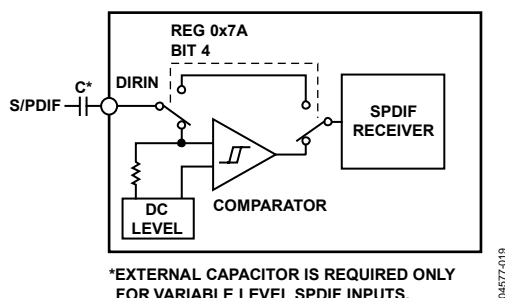 REG 0x7A
BIT 4
C*
DIRIN
S/PDIF
SPDIF
RECEIVER
COMPARATOR
DC
LEVEL
*EXTERNAL CAPACITOR IS REQUIRED ONLY
FOR VARIABLE LEVEL SPDIF INPUTS.
04577-019